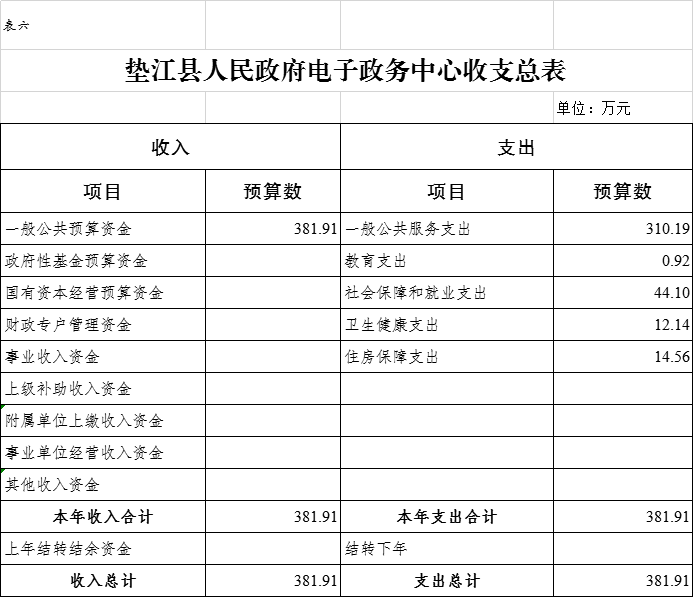 表六
垫江县人民政府电子政务中心收支总表
单位：万元
收入 支出
项目 预算数 项目 预算数
一般公共预算资金 381.91 一般公共服务支出 310.19
政府性基金预算资金 教育支出 0.92
国有资本经营预算资金 社会保障和就业支出 44.10
财政专户管理资金 卫生健康支出 12.14
事业收入资金 住房保障支出 14.56
上级补助收入资金
附属单位上缴收入资金
事业单位经营收入资金
其他收入资金
本年收入合计 381.91 本年支出合计 381.91
上年结转结余资金 结转下年
收入总计 381.91 支出总计 381.91